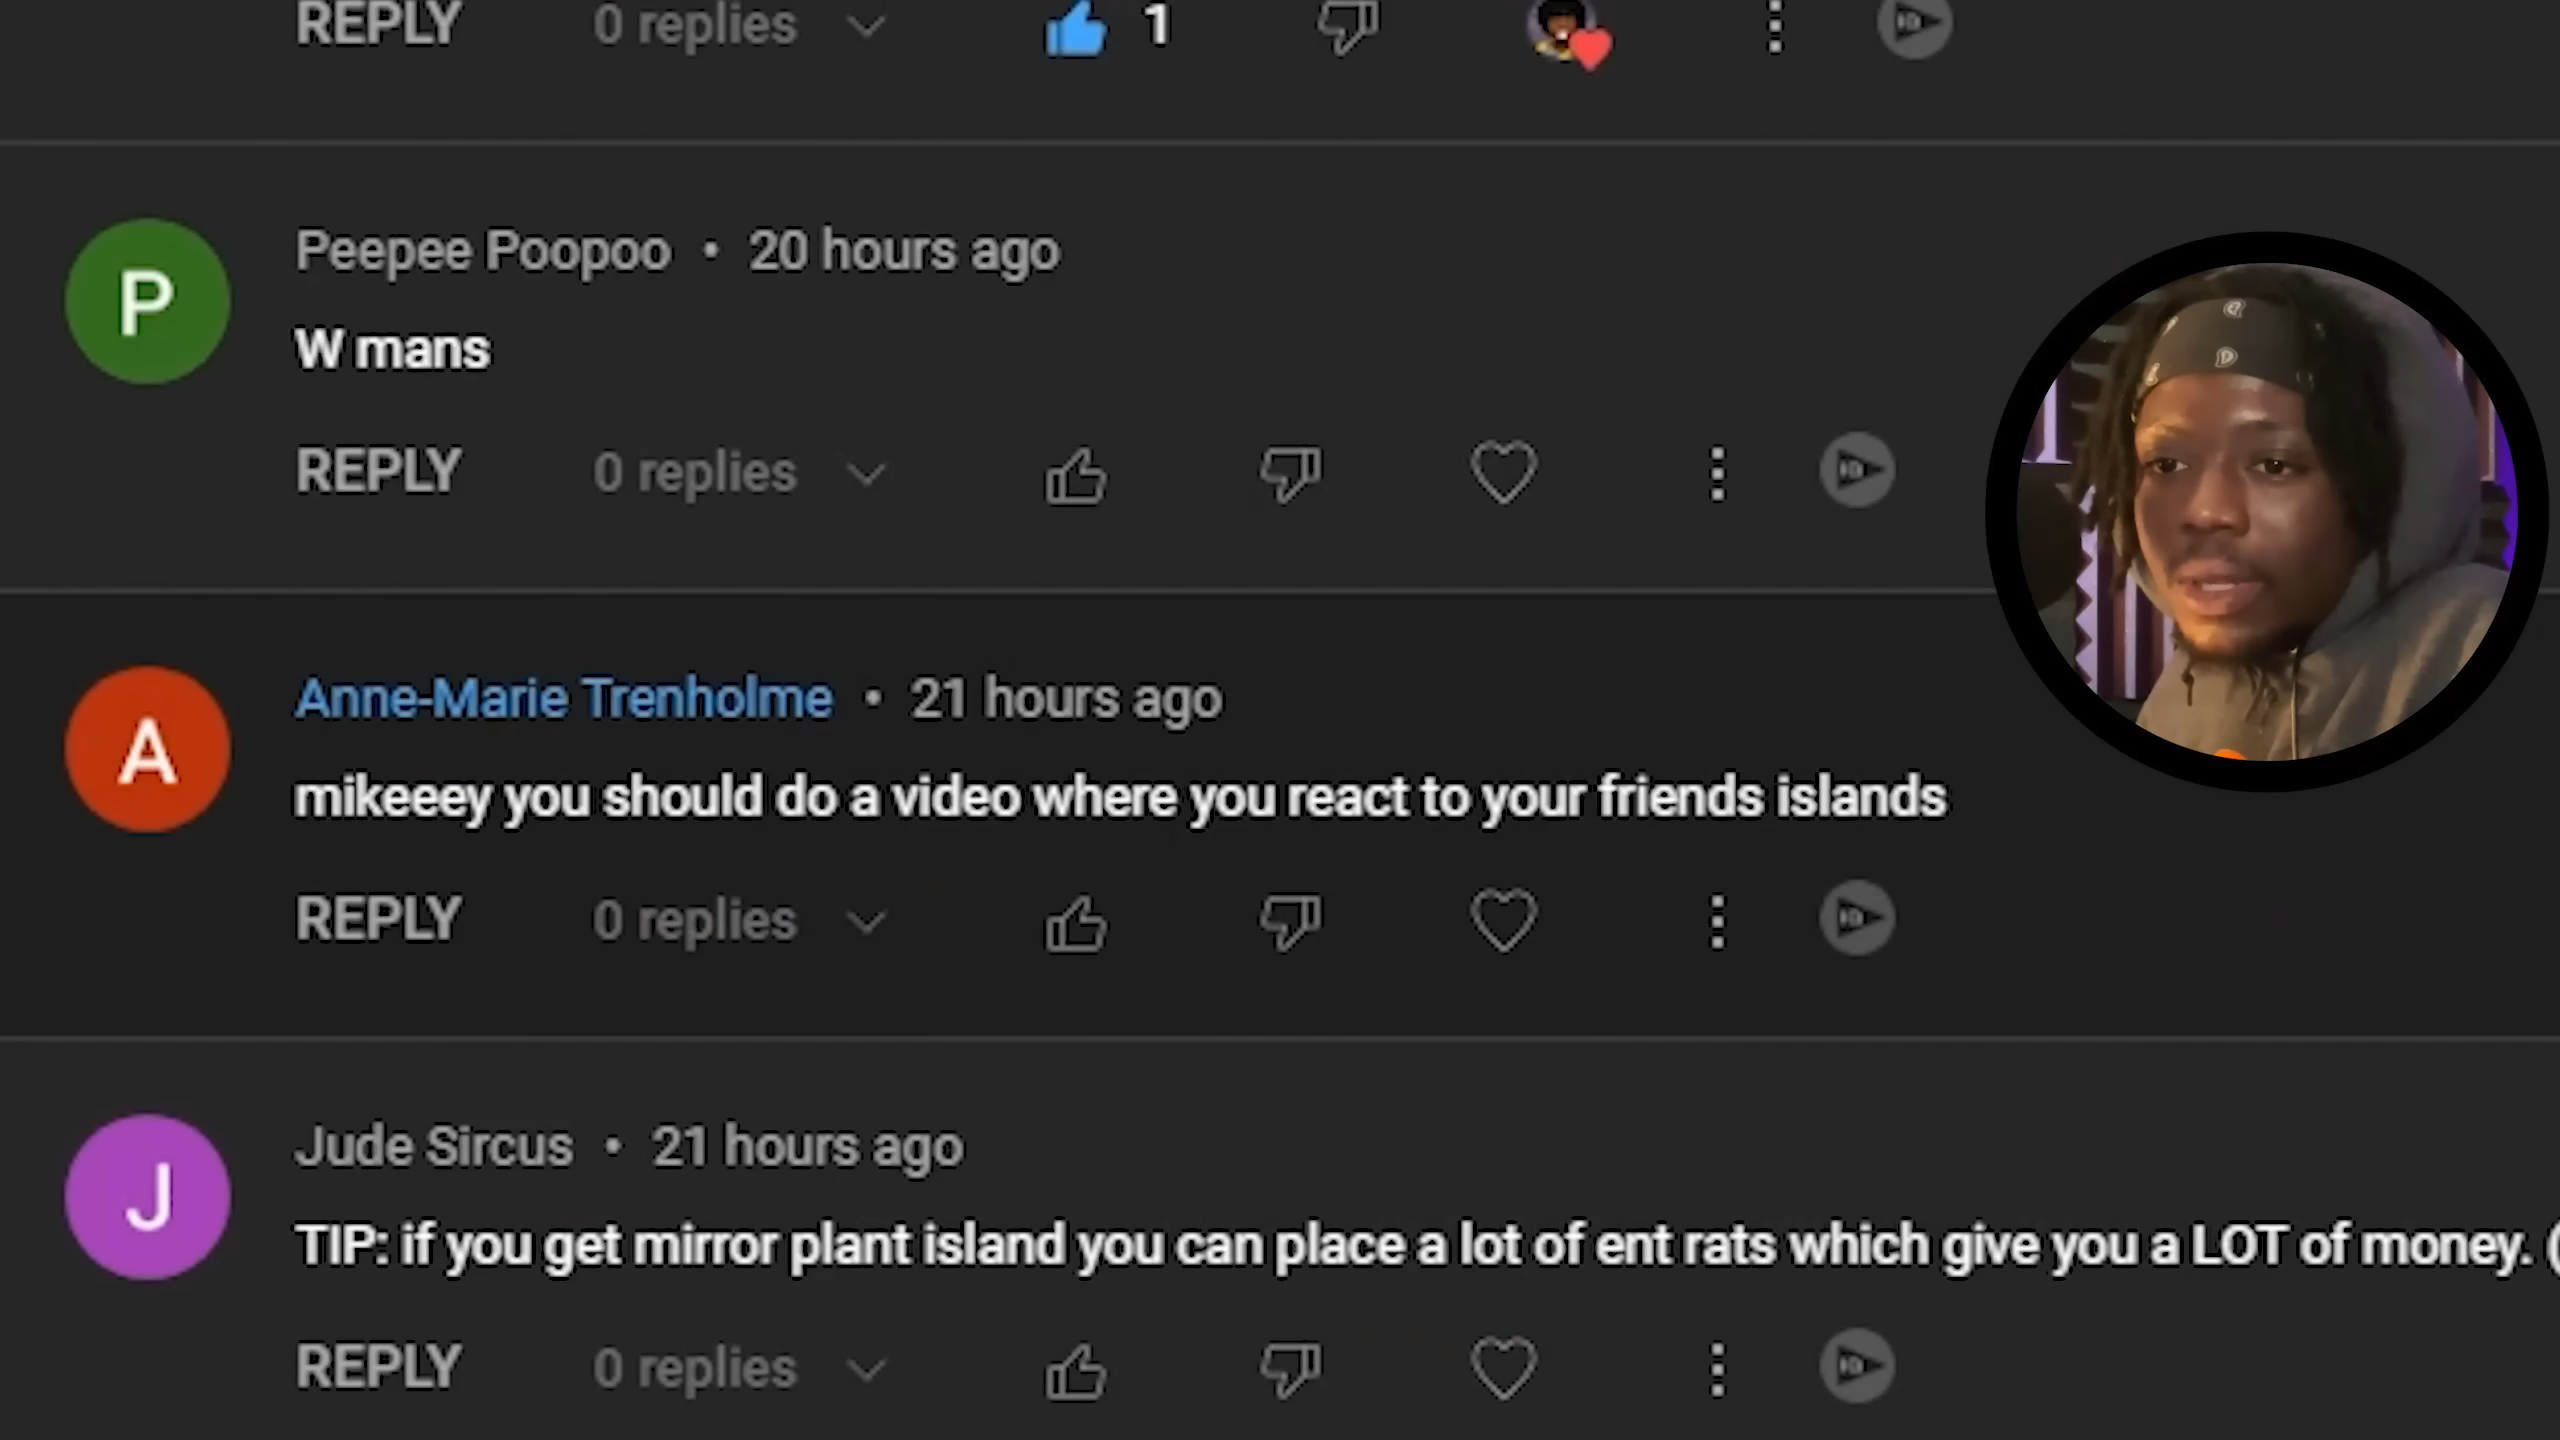 REPLY 0 replies 1
P
Peepee Poopoo • 20 hours ago
W mans
REPLY 0 replies
A
Anne-Marie Trenholme • 21 hours ago
mikeeey you should do a video where you react to your friends islands
REPLY 0 replies
J
Jude Sircus • 21 hours ago
TIP: if you get mirror plant island you can place a lot of ent rats which give you a LOT of money. (
REPLY 0 replies